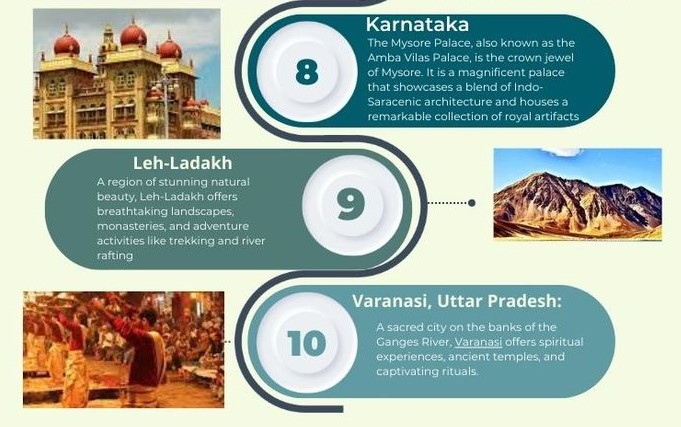 Karnataka
8
The Mysore Palace, also known as the
Amba Vilas Palace, is the crown jewel
of Mysore. It is a magnificent palace
that showcases a blend of Indo-
Saracenic architecture and houses a
remarkable collection of royal artifacts
Leh-Ladakh
A region of stunning natural
beauty, Leh-Ladakh offers
breathtaking landscapes,
monasteries, and adventure
activities like trekking and river
rafting
9
Varanasi, Uttar Pradesh:
10
A sacred city on the banks of the
Ganges River, Varanasi offers spiritual
experiences, ancient temples, and
captivating rituals.